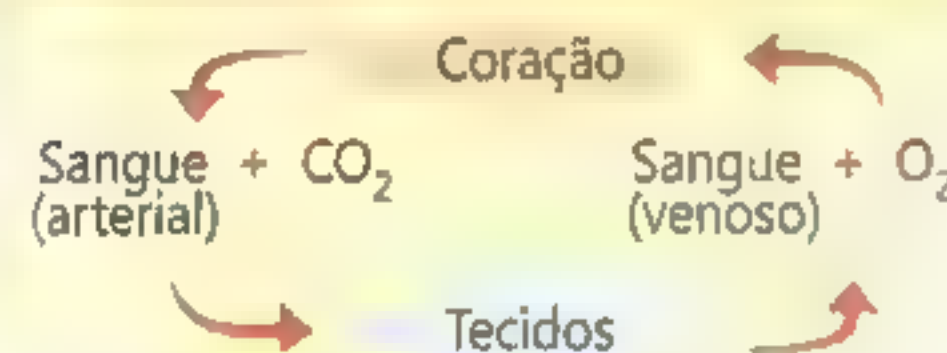 Coração
Sangue + CO₂
(arterial)
Sangue + O₂
(venoso)
Tecidos